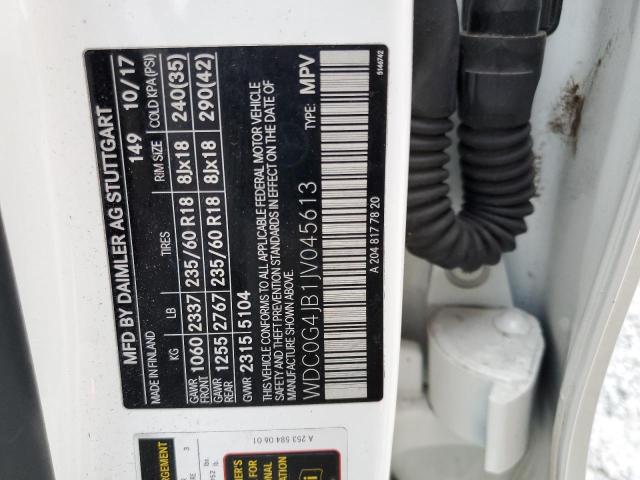 MFD BY DAIMLER AG STUTTGART
MADE IN FINLAND 149 10/17
KG LB TIRES RIM SIZE COLD KPA(PSI)
GAWR FRONT 1060 2337 235/60 R18 8Jx18 240(35)
GAWR REAR 1255 2767 235/60 R18 8Jx18 290(42)
GWR 2315 5104
THIS VEHICLE CONFORMS TO ALL APPLICABLE FEDERAL MOTOR VEHICLE
SAFETY AND THEFT PREVENTION STANDARDS IN EFFECT ON THE DATE OF
MANUFACTURE SHOWN ABOVE.
WDC0G4JB1JV045613 TYPE: MPV
A 204 817 78 20
5146742
A 253 584 06 01